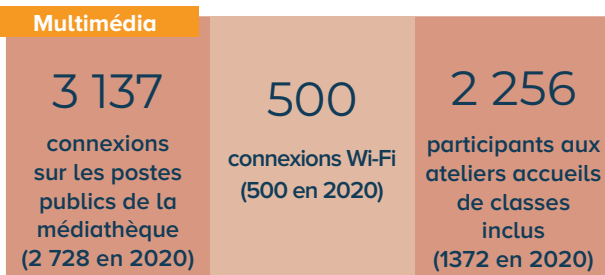 Multimédia
3 137
connexions
sur les postes
publics de la
médiathèque
(2 728 en 2020)
500
connexions Wi-Fi
(500 en 2020)
2 256
participants aux
ateliers accueils
de classes
inclus
(1372 en 2020)